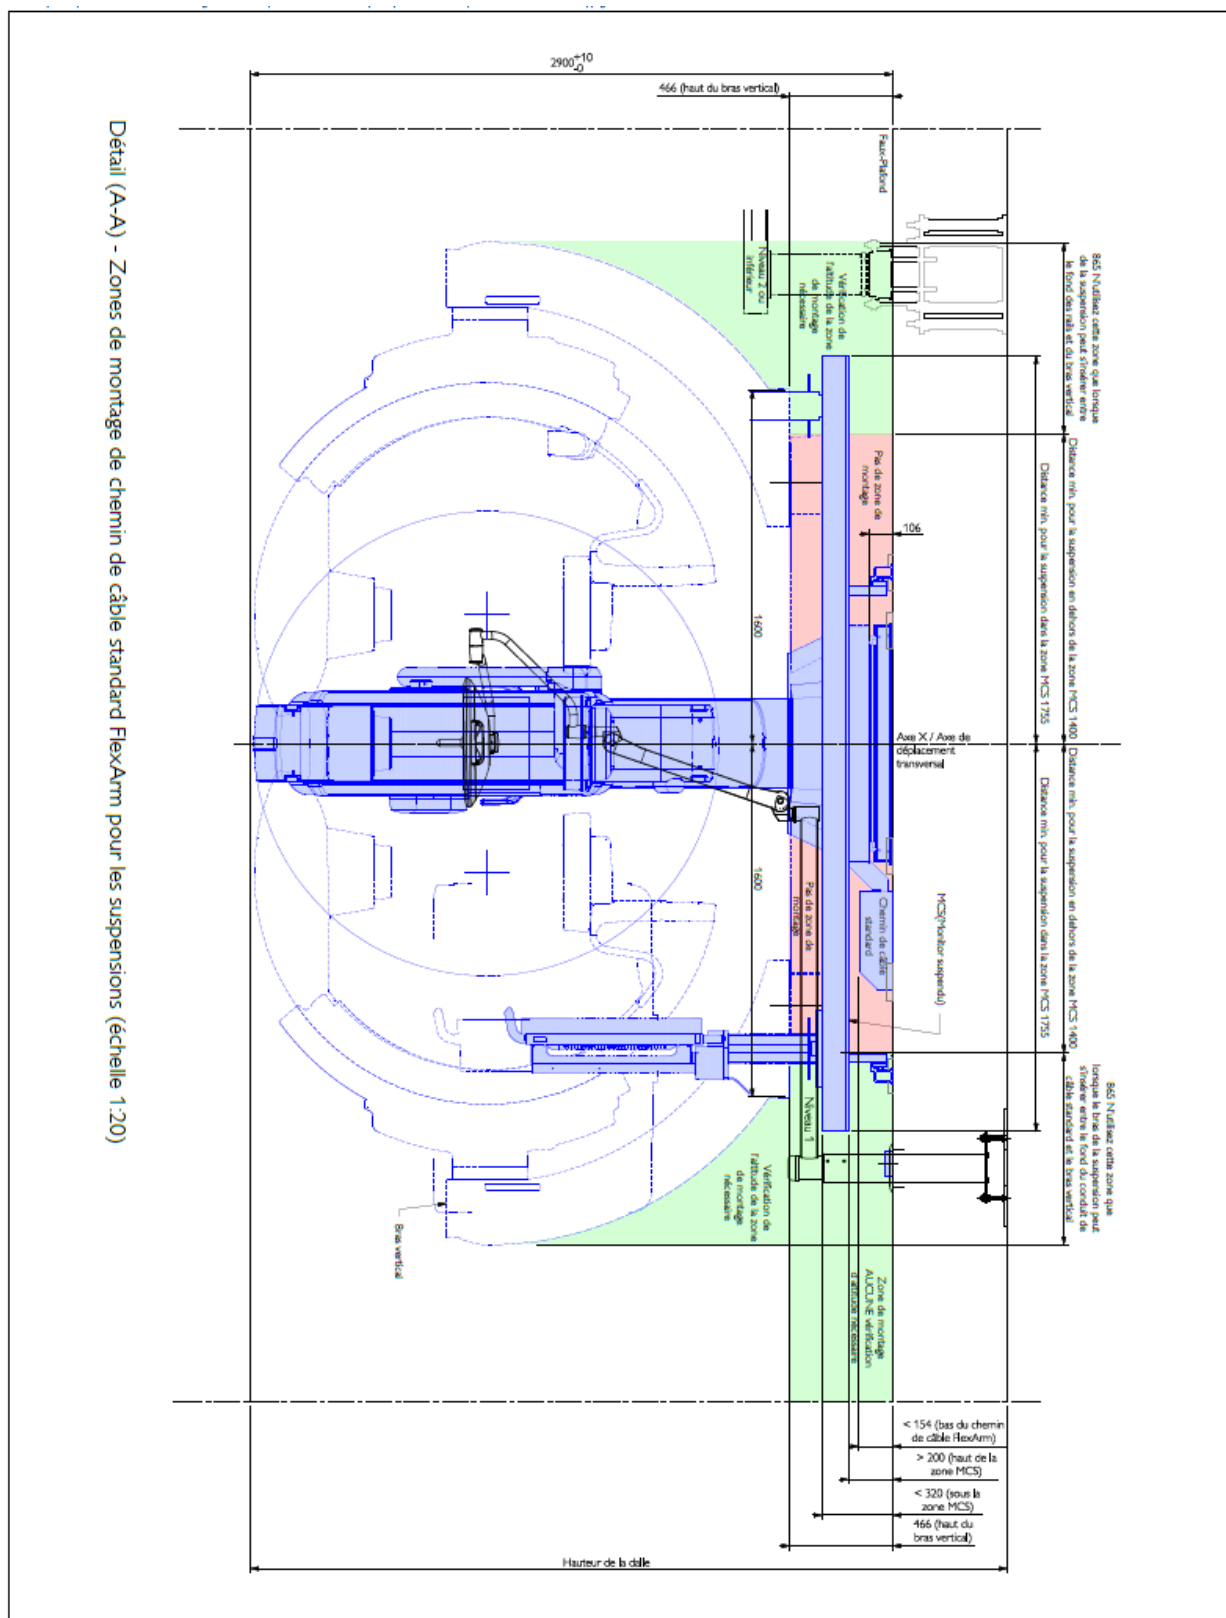 2900 +10 -0
466 (haut du bras vertical)
Faux-Plafond
865 N'utilisez cette zone que lorsque
de la suspension peut s'insérer entre
le fond des rails et du bras vertical
Distance min. pour la suspension en dehors de la zone MCS 1400
Distance min. pour la suspension dans la zone MCS 1755
Distance min. pour la suspension en dehors de la zone MCS 1400
Distance min. pour la suspension dans la zone MCS 1755
865 N'utilisez cette zone que
lorsque le bras de la suspension peut
s'insérer entre le fond du conduit de
câble standard et le bras vertical
Niveau 2 ou
inférieur
Vérification de
l'altitude de la zone
de montage
nécessaire
Pas de zone de
montage
106
1600
Axe X / Axe de
déplacement
transversal
1600
Pas de zone de
montage
Chemin de câble
standard
MCS(Monitor suspendu)
Niveau 1
Vérification de
l'altitude de la zone
de montage
nécessaire
Bras vertical
Zone de montage
AUCUNE vérification
d'altitude nécessaire
< 154 (bas du chemin
de câble FlexArm)
> 200 (haut de la
zone MCS)
< 320 (sous la
zone MCS)
466 (haut du
bras vertical)
Hauteur de la dalle
Détail (A-A) - Zones de montage de chemin de câble standard FlexArm pour les suspensions (échelle 1:20)